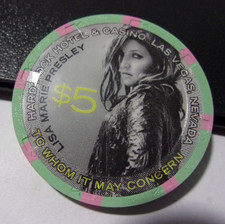 HARD ROCK HOTEL & CASINO LAS VEGAS, NEVADA
LISA MARIE PRESLEY
$5
TO WHOM IT MAY CONCERN